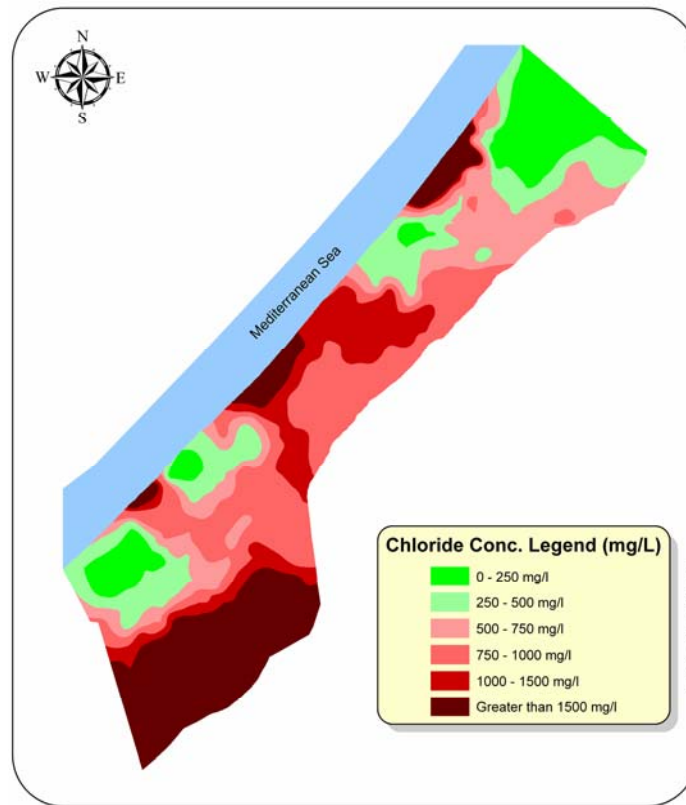 N
W E
S
Mediterranean Sea
Chloride Conc. Legend (mg/L)
0 - 250 mg/l
250 - 500 mg/l
500 - 750 mg/l
750 - 1000 mg/l
1000 - 1500 mg/l
Greater than 1500 mg/l